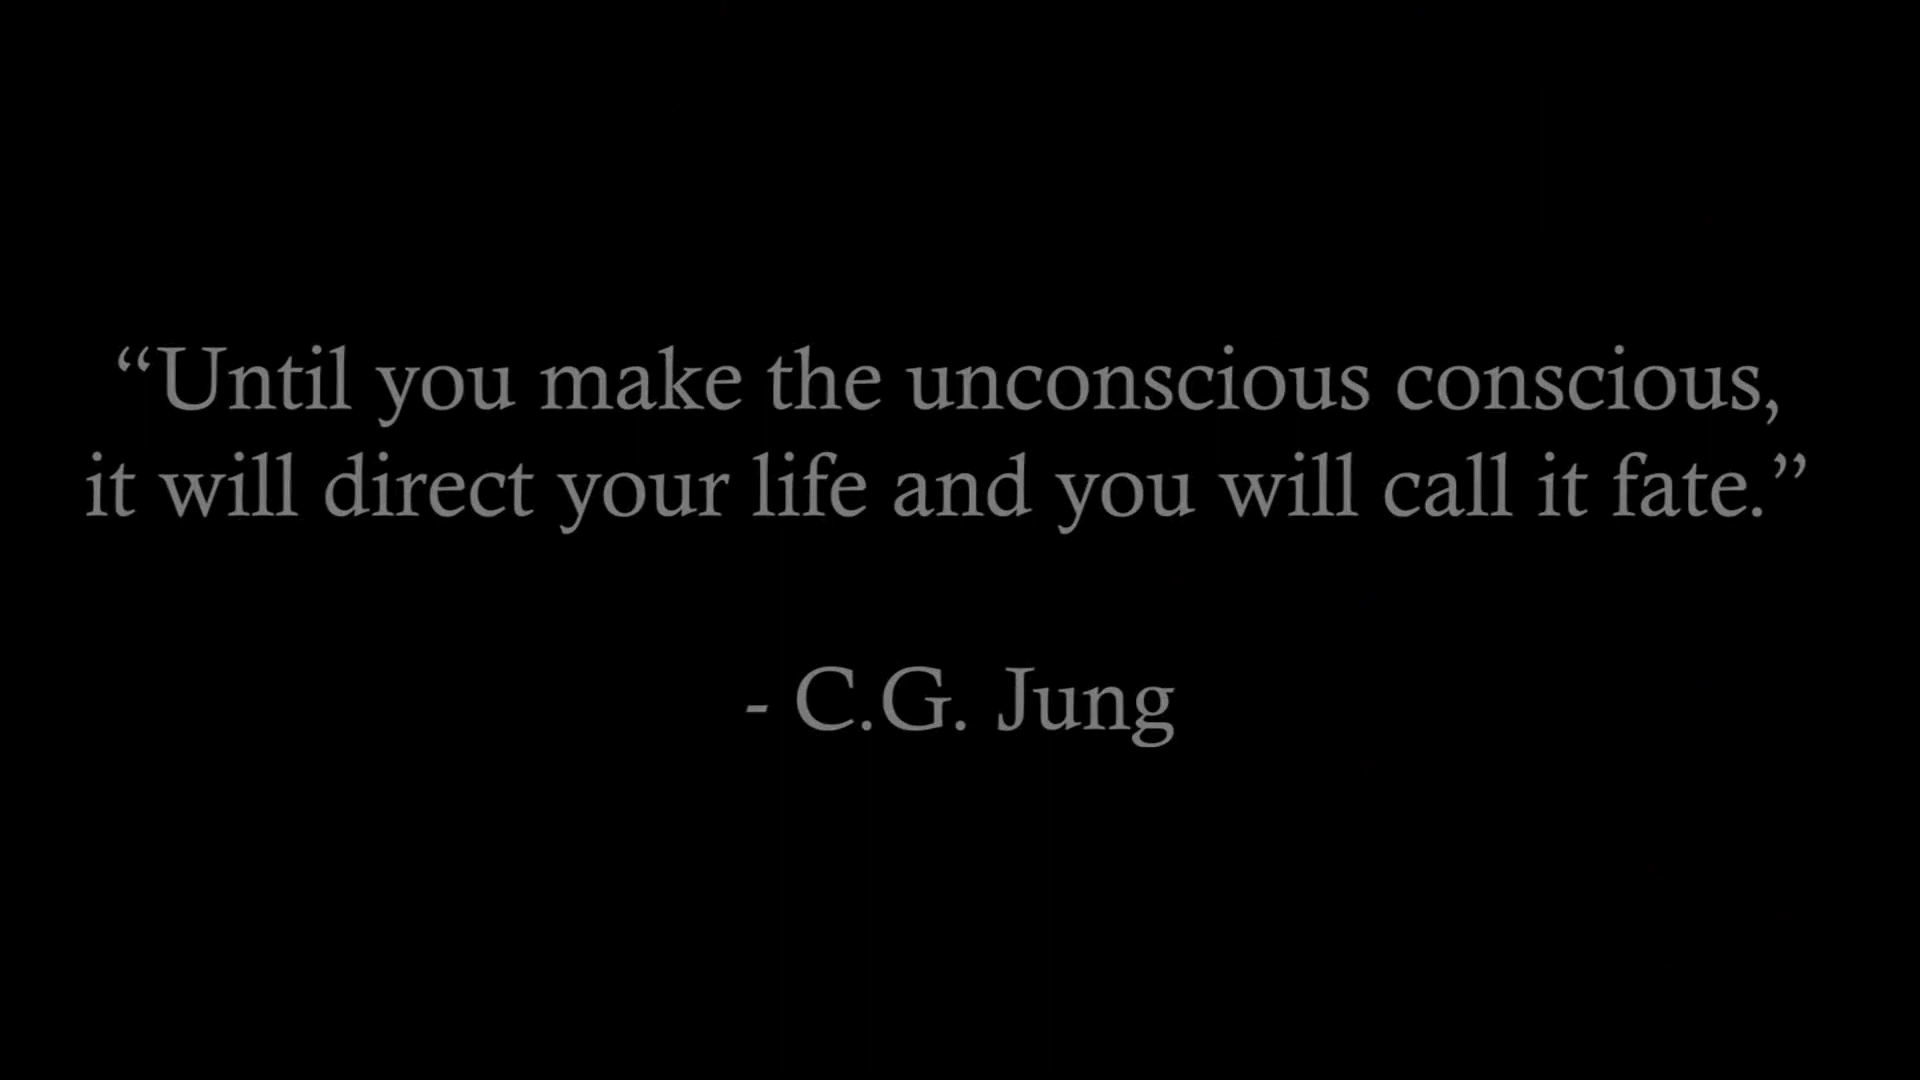 “Until you make the unconscious conscious,
it will direct your life and you will call it fate.”
- C.G. Jung